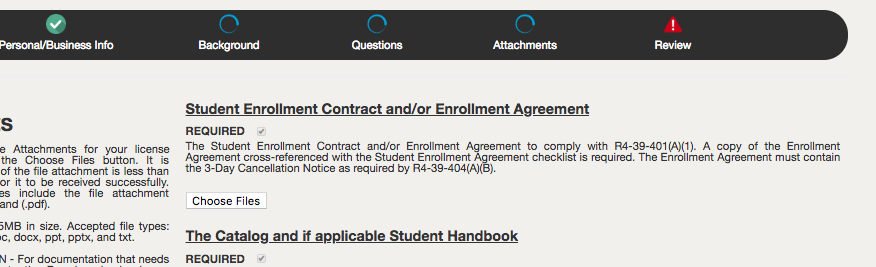 Personal/Business Info
Background
Questions
Attachments
Review
Student Enrollment Contract and/or Enrollment Agreement
REQUIRED
The Student Enrollment Contract and/or Enrollment Agreement to comply with R4-39-401(A)(1). A copy of the Enrollment
Agreement cross-referenced with the Student Enrollment Agreement checklist is required. The Enrollment Agreement must contain
the 3-Day Cancellation Notice as required by R4-39-404(A)(B).
Choose Files
The Catalog and if applicable Student Handbook
REQUIRED
ts
e Attachments for your license
the Choose Files button. It is
of the file attachment is less than
or it to be received successfully.
es include the file attachment
and (.pdf).
5MB in size. Accepted file types:
oc, docx, ppt, pptx, and txt.
N - For documentation that needs